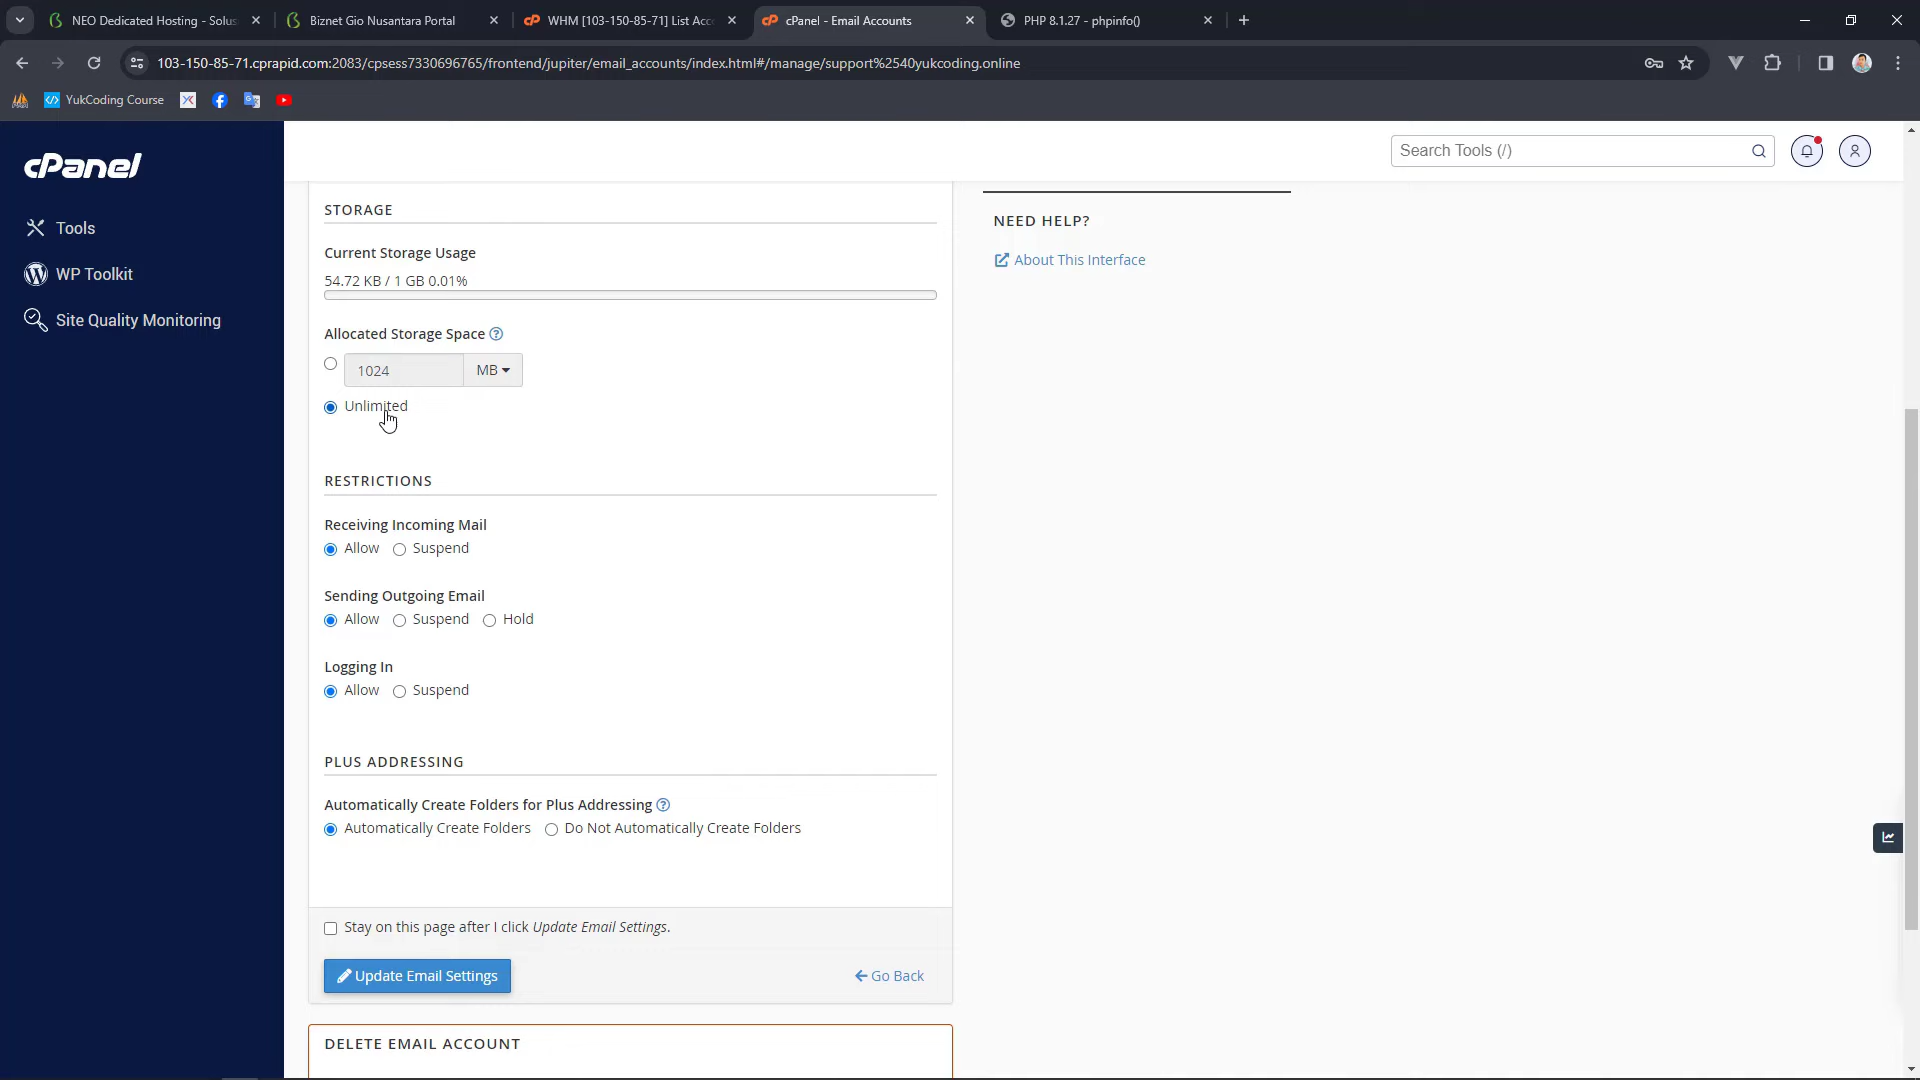 NEO Dedicated Hosting - Solus
Biznet Gio Nusantara Portal
WHM [103-150-85-71] List Acc
cPanel - Email Accounts
PHP 8.1.27 - phpinfo()
103-150-85-71.cprapid.com:2083/cpsess7330696765/frontend/jupiter/email_accounts/index.html#/manage/support%2540yukcoding.online
YukCoding Course
cPanel
Search Tools (/)
Tools
WP Toolkit
Site Quality Monitoring
STORAGE
Current Storage Usage
54.72 KB / 1 GB 0.01%
Allocated Storage Space
1024 MB
Unlimited
RESTRICTIONS
Receiving Incoming Mail
Allow Suspend
Sending Outgoing Email
Allow Suspend Hold
Logging In
Allow Suspend
PLUS ADDRESSING
Automatically Create Folders for Plus Addressing
Automatically Create Folders Do Not Automatically Create Folders
Stay on this page after I click Update Email Settings.
Update Email Settings
Go Back
DELETE EMAIL ACCOUNT
NEED HELP?
About This Interface